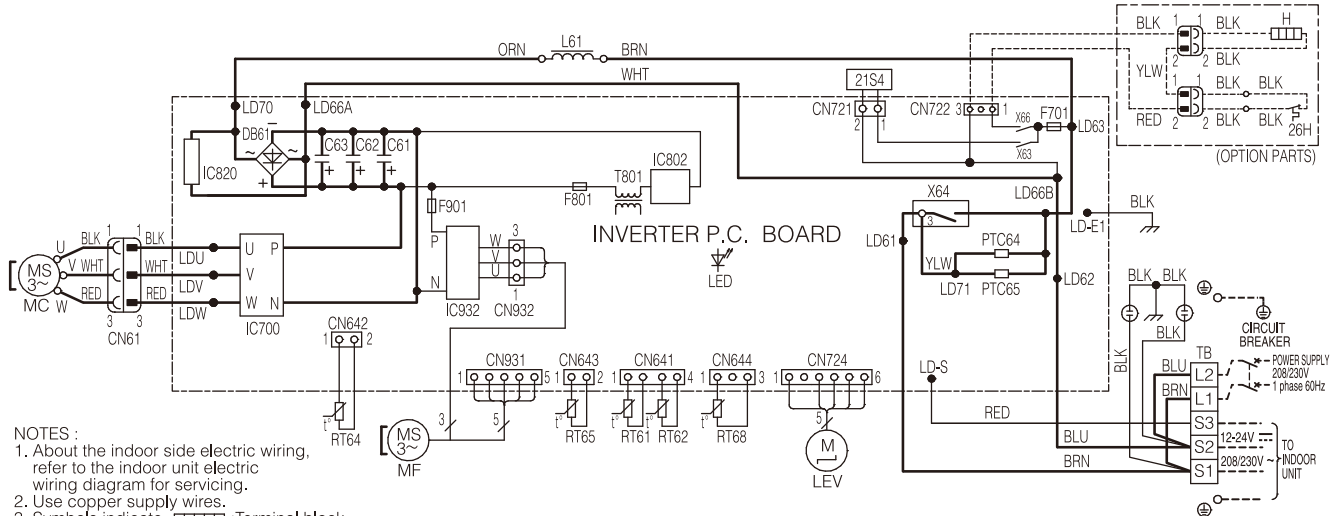 ORN L61 BRN
WHT
BLK 1 1 BLK H
YLW 2 2 BLK
1 1 BLK BLK
RED 2 2 BLK BLK 26H
(OPTION PARTS)
LD70 LD66A
21S4
CN721 2 1
CN722 3 1
X66 F701 LD63
X63
DB61 − ~ ~ +
C63 C62 C61
+ + +
IC820
IC802
T801
F801
F901
LD66B
X64
3
BLK
LD-E1
INVERTER P.C. BOARD
LED
LD61
PTC64
YLW
LD71 PTC65
LD62
MS
3~
MC
U BLK 1 1 BLK LDU U P
V WHT WHT LDV V
W RED 3 3 RED LDW W N
CN61
IC700
P
N
IC932
W 3
V
U 1
CN932
BLK BLK
BLK
BLK
CIRCUIT
BREAKER
TB
BLU L2 POWER SUPPLY
208/230V
BRN L1 1 phase 60Hz
S3
S2 12-24V
S1 208/230V ~
TO
INDOOR
UNIT
CN642
1 2
t°
RT64
CN931
1 5
3 5
MS
3~
MF
CN643
1 2
t°
RT65
CN641
1 4
t° t°
RT61 RT62
CN644
1 3
t°
RT68
CN724
1 6
5
M
LEV
LD-S
RED
BLU
BRN
NOTES :
1. About the indoor side electric wiring,
refer to the indoor unit electric
wiring diagram for servicing.
2. Use copper supply wires.